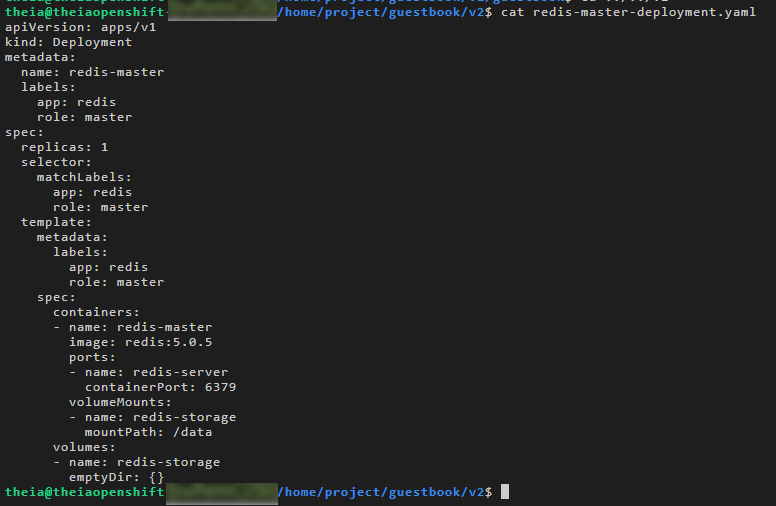 theia@theiaopenshift- /home/project/guestbook/v2$ cat redis-master-deployment.yaml
apiVersion: apps/v1
kind: Deployment
metadata:
  name: redis-master
  labels:
    app: redis
    role: master
spec:
  replicas: 1
  selector:
    matchLabels:
      app: redis
      role: master
  template:
    metadata:
      labels:
        app: redis
        role: master
    spec:
      containers:
      - name: redis-master
        image: redis:5.0.5
        ports:
        - name: redis-server
          containerPort: 6379
        volumeMounts:
        - name: redis-storage
          mountPath: /data
      volumes:
      - name: redis-storage
        emptyDir: {}
theia@theiaopenshift /home/project/guestbook/v2$